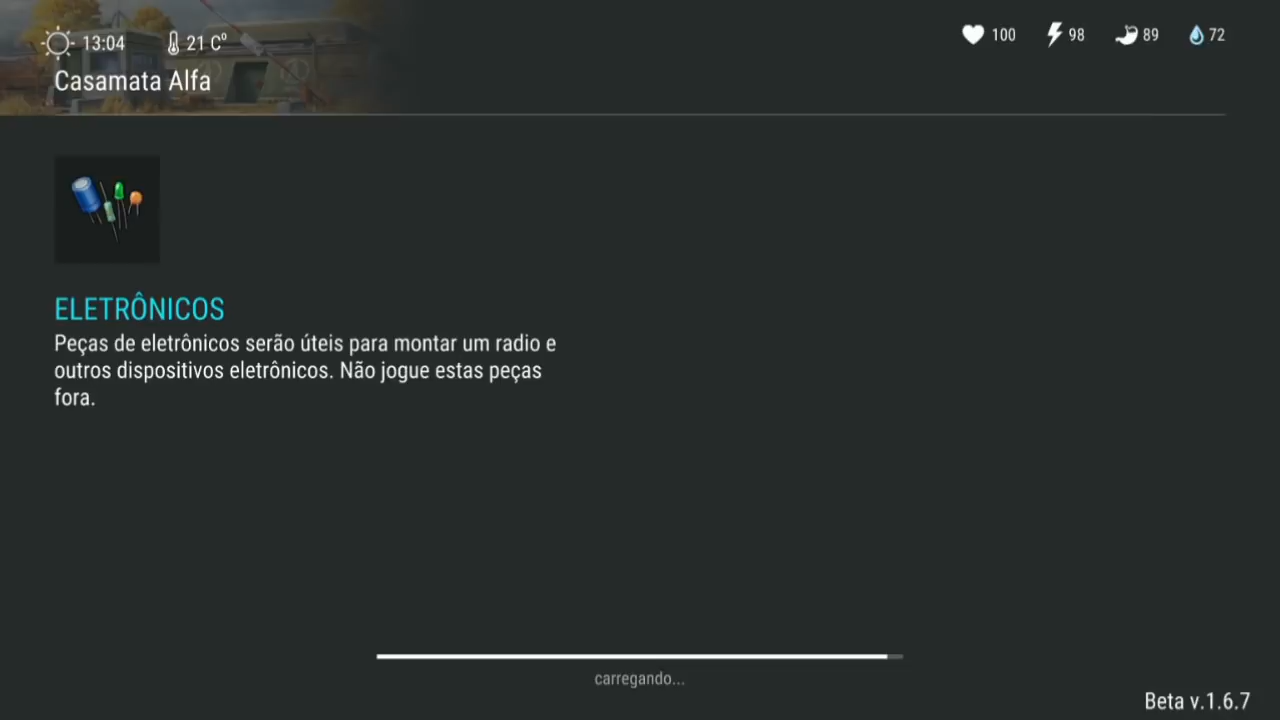 13:04 21 Cº
100 98 89 72
Casamata Alfa
ELETRÔNICOS
Peças de eletrônicos serão úteis para montar um radio e
outros dispositivos eletrônicos. Não jogue estas peças
fora.
carregando...
Beta v.1.6.7